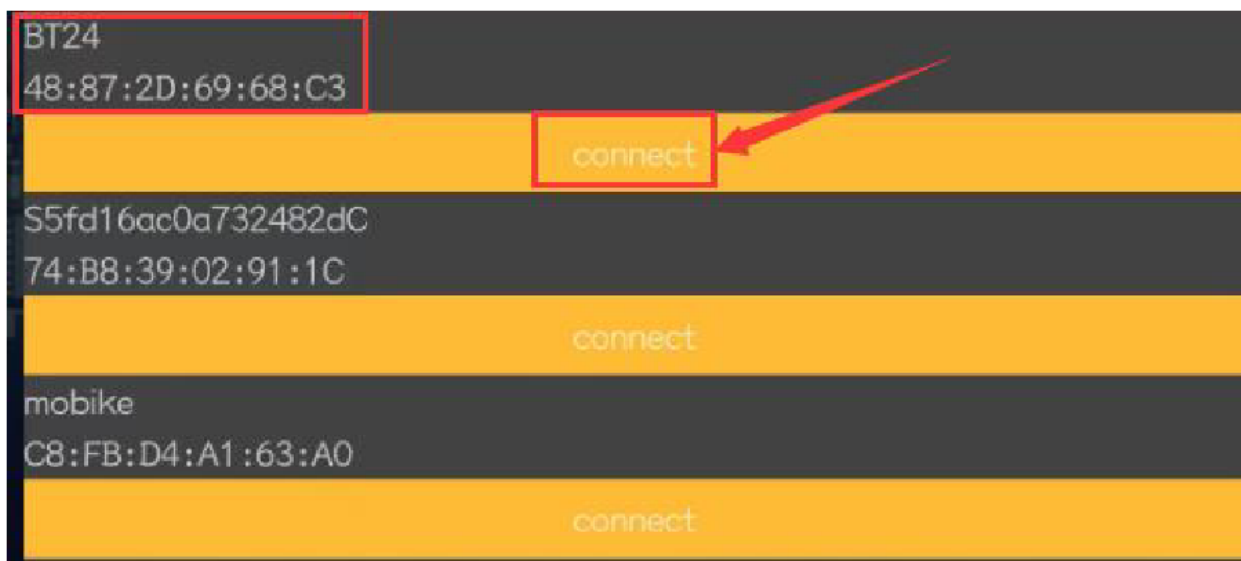 BT24
48:87:2D:69:68:C3
connect
S5fd16ac0a732482dC
74:B8:39:02:91:1C
connect
mobike
C8:FB:D4:A1:63:A0
connect